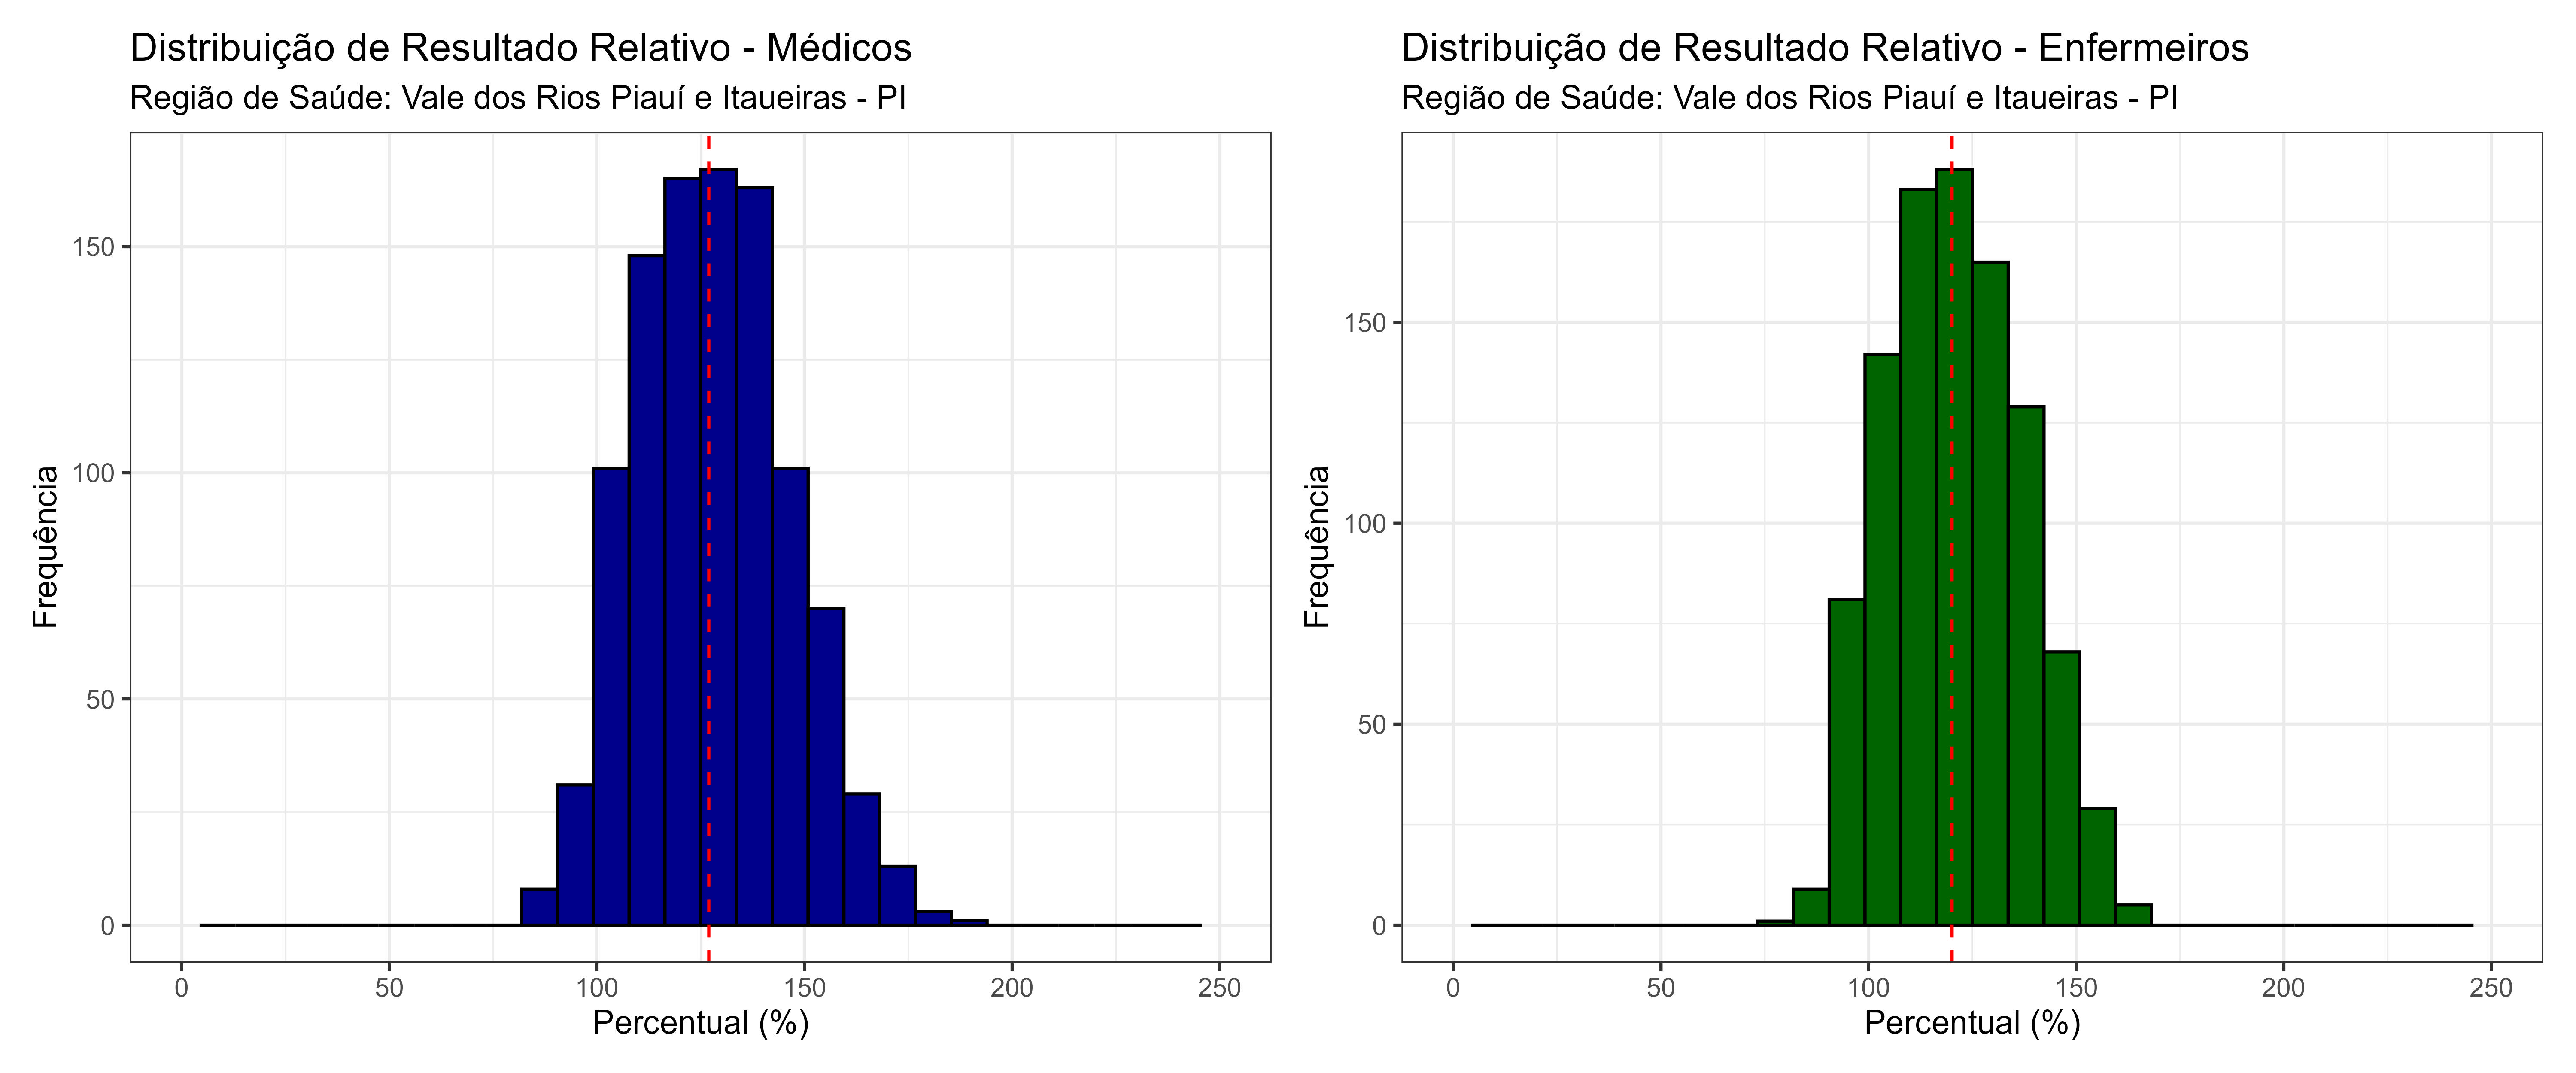 Distribuição de Resultado Relativo - Médicos
Região de Saúde: Vale dos Rios Piauí e Itaueiras - PI
Frequência
150
100
50
0
0 50 100 150 200 250
Percentual (%)
Distribuição de Resultado Relativo - Enfermeiros
Região de Saúde: Vale dos Rios Piauí e Itaueiras - PI
Frequência
150
100
50
0
0 50 100 150 200 250
Percentual (%)